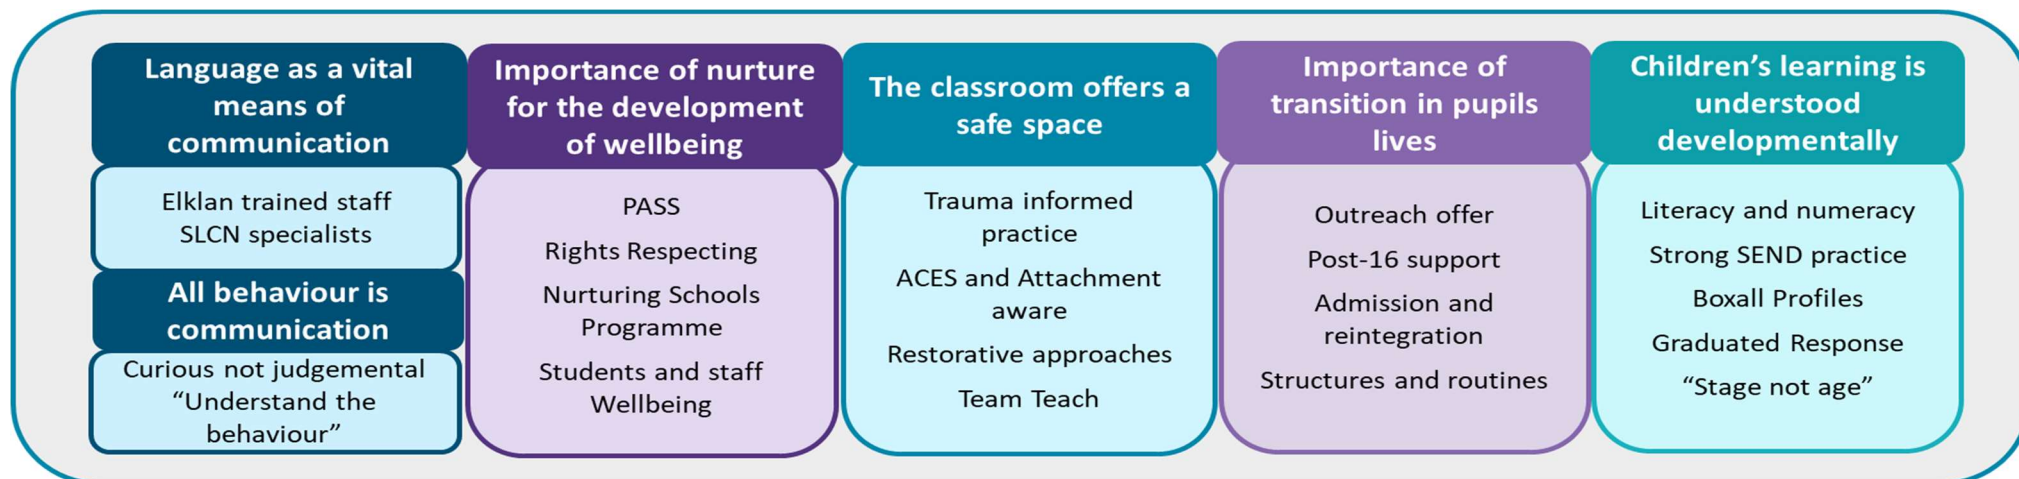 Language as a vital
means of
communication
Elklan trained staff
SLCN specialists
All behaviour is
communication
Curious not judgemental
“Understand the
behaviour”
Importance of nurture
for the development
of wellbeing
PASS
Rights Respecting
Nurturing Schools
Programme
Students and staff
Wellbeing
The classroom offers a
safe space
Trauma informed
practice
ACES and Attachment
aware
Restorative approaches
Team Teach
Importance of
transition in pupils
lives
Outreach offer
Post-16 support
Admission and
reintegration
Structures and routines
Children’s learning is
understood
developmentally
Literacy and numeracy
Strong SEND practice
Boxall Profiles
Graduated Response
“Stage not age”